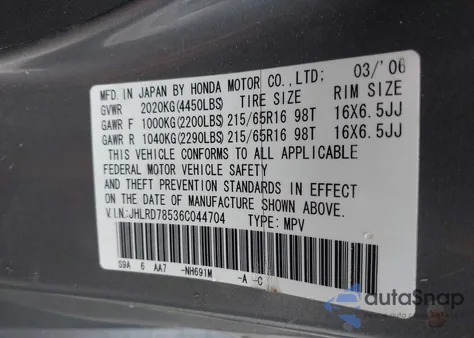 MFD. IN JAPAN BY HONDA MOTOR CO., LTD: 03/'06
GVWR 2020KG(4450LBS) TIRE SIZE RIM SIZE
GAWR F 1000KG(2200LBS) 215/65R16 98T 16X6.5JJ
GAWR R 1040KG(2290LBS) 215/65R16 98T 16X6.5JJ
THIS VEHICLE CONFORMS TO ALL APPLICABLE
FEDERAL MOTOR VEHICLE SAFETY
AND THEFT PREVENTION STANDARDS IN EFFECT
ON THE DATE OF MANUFACTURE SHOWN ABOVE.
V.I.N.:JHLRD78536C044704 TYPE: MPV
S9A 6 AA7 -NH691M -A -C
autoSnap